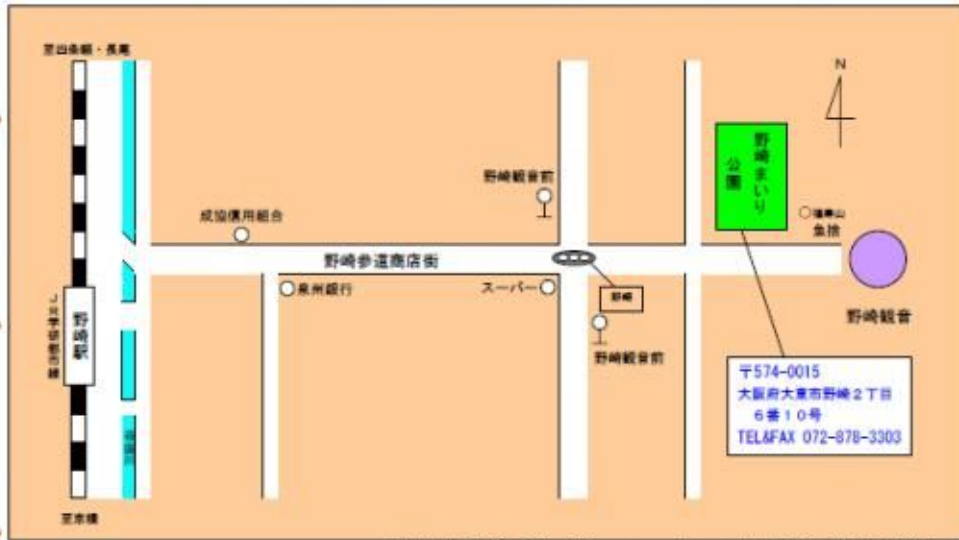 至四条畷・長尾
N
野崎まいり
公園
野崎観音前
成協信用組合
魚捨
野崎参道商店街
泉州銀行
スーパー
野崎
野崎観音
JR学研都市線
野崎駅
野崎観音前
〒574-0015
大阪府大東市野崎2丁目
6番10号
TEL&FAX 072-878-3303
至京橋